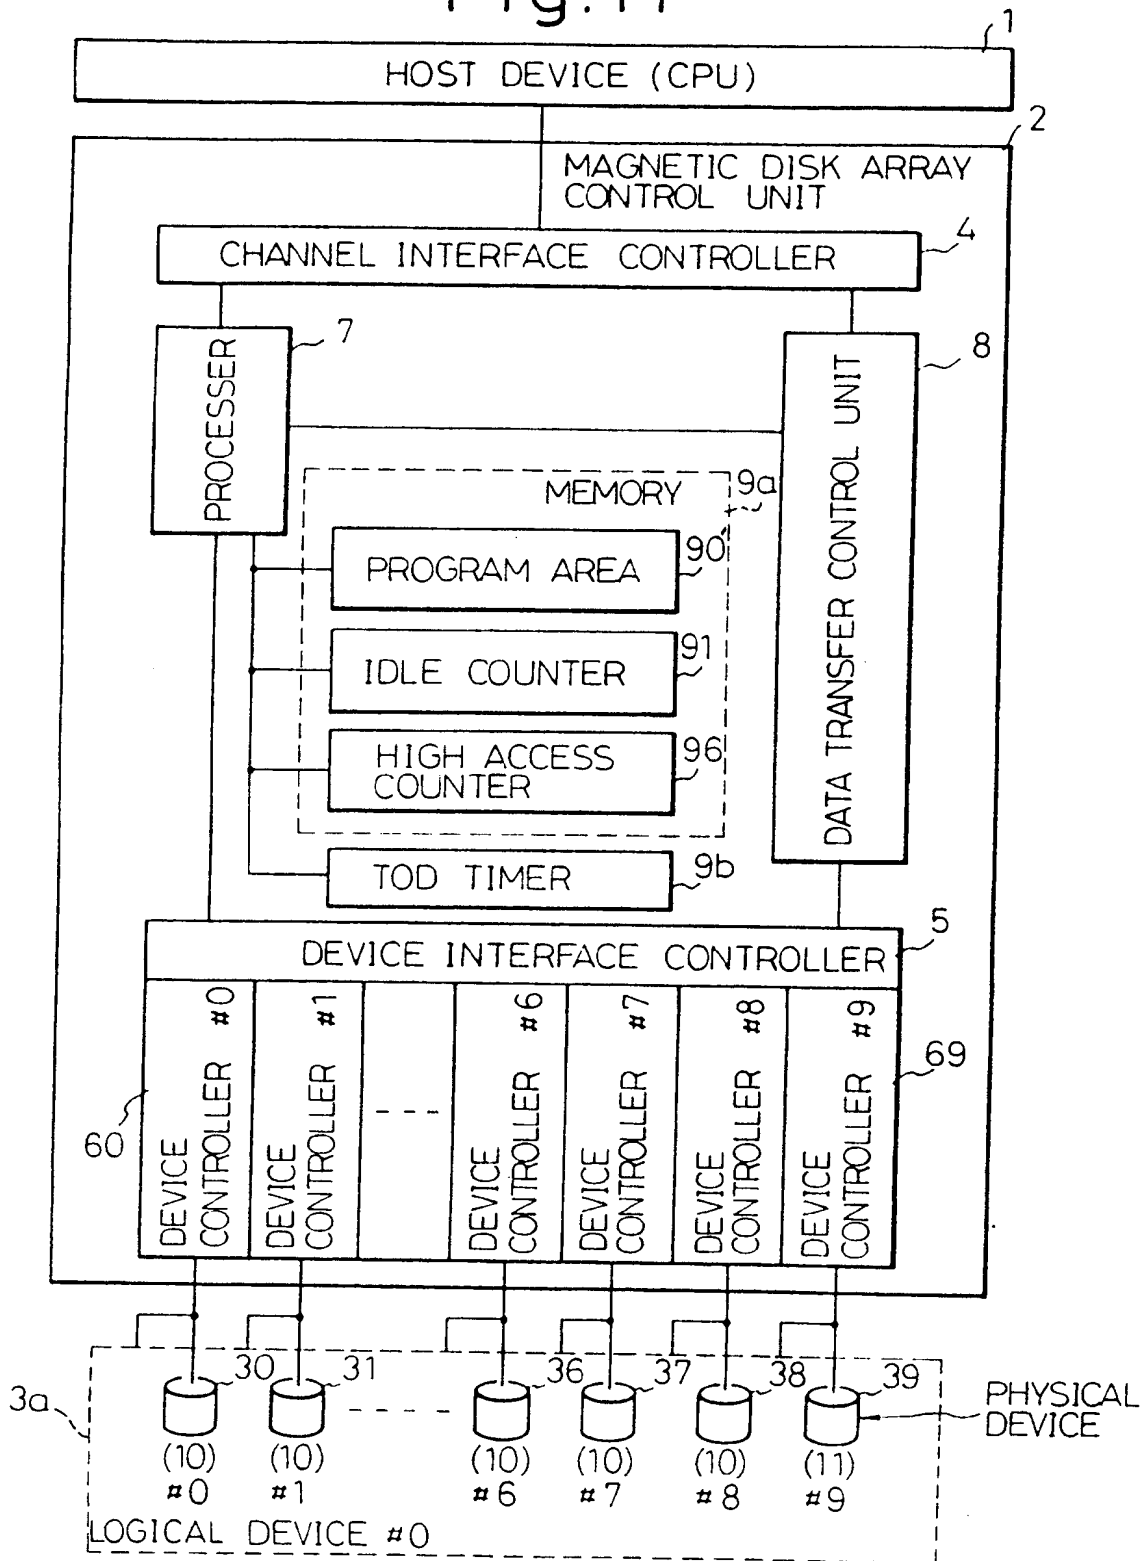 1
HOST DEVICE (CPU)
2
MAGNETIC DISK ARRAY
CONTROL UNIT
4
CHANNEL INTERFACE CONTROLLER
7
8
PROCESSER
DATA TRANSFER CONTROL UNIT
MEMORY
9a
90
PROGRAM AREA
91
IDLE COUNTER
96
HIGH ACCESS
COUNTER
TOD TIMER
9b
5
DEVICE INTERFACE CONTROLLER
DEVICE
CONTROLLER #0
DEVICE
CONTROLLER #1
DEVICE
CONTROLLER #6
DEVICE
CONTROLLER #7
DEVICE
CONTROLLER #8
DEVICE
CONTROLLER #9
60
69
3a
30
31
36
37
38
39
PHYSICAL
DEVICE
(10)
#0
(10)
#1
(10)
#6
(10)
#7
(10)
#8
(11)
#9
LOGICAL DEVICE #0